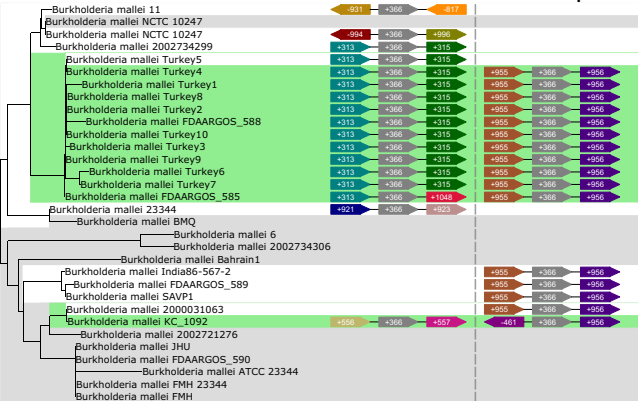 Burkholderia mallei 11 -931 +366 -817
Burkholderia mallei NCTC 10247
Burkholderia mallei NCTC 10247 -994 +366 +996
Burkholderia mallei 2002734299 +313 +366 +315
Burkholderia mallei Turkey5
Burkholderia mallei Turkey4 +313 +366 +315 +955 +366 +956
Burkholderia mallei Turkey1 +313 +366 +315 +955 +366 +956
Burkholderia mallei Turkey8 +313 +366 +315 +955 +366 +956
Burkholderia mallei Turkey2 +313 +366 +315 +955 +366 +956
Burkholderia mallei FDAARGOS_588 +313 +366 +315 +955 +366 +956
Burkholderia mallei Turkey10 +313 +366 +315 +955 +366 +956
Burkholderia mallei Turkey3 +313 +366 +315 +955 +366 +956
Burkholderia mallei Turkey9 +313 +366 +315 +955 +366 +956
Burkholderia mallei Turkey6 +313 +366 +315 +955 +366 +956
Burkholderia mallei Turkey7 +313 +366 +315 +955 +366 +956
Burkholderia mallei FDAARGOS_585 +313 +366 +1048 +955 +366 +956
Burkholderia mallei 23344 +921 +366 +923
Burkholderia mallei BMQ
Burkholderia mallei 6
Burkholderia mallei 2002734306
Burkholderia mallei Bahrain1
Burkholderia mallei India86-567-2 +955 +366 +956
Burkholderia mallei FDAARGOS_589 +955 +366 +956
Burkholderia mallei SAVP1 +955 +366 +956
Burkholderia mallei 2000031063
Burkholderia mallei KC_1092 +556 +366 +557 -461 +366 +956
Burkholderia mallei 2002721276
Burkholderia mallei JHU
Burkholderia mallei FDAARGOS_590
Burkholderia mallei ATCC 23344
Burkholderia mallei FMH 23344
Burkholderia mallei FMH